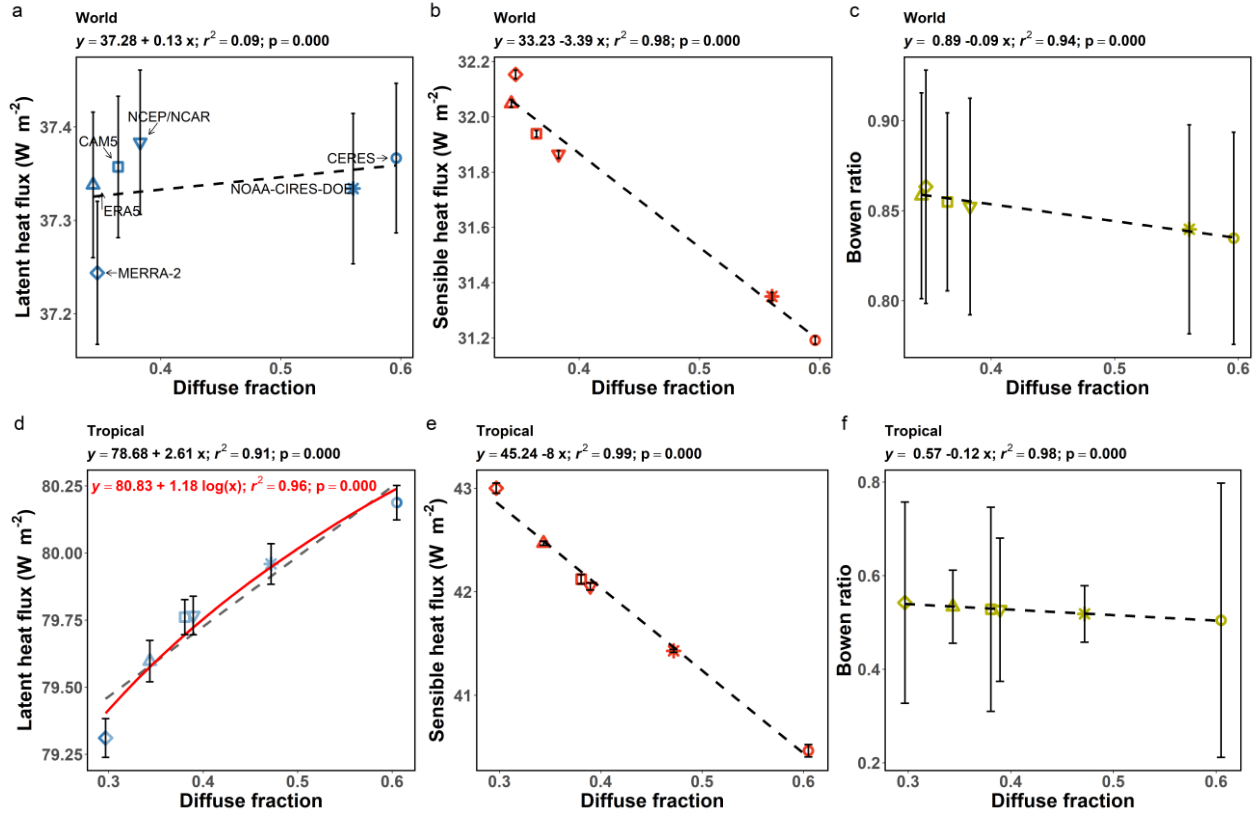 a
World
y = 37.28 + 0.13 x; r² = 0.09; p = 0.000
Latent heat flux (W m⁻²)
37.4
37.3
37.2
NCEP/NCAR
CAM5
CERES
NOAA-CIRES-DOE
ERA5
MERRA-2
0.4
0.5
0.6
Diffuse fraction
b
World
y = 33.23 -3.39 x; r² = 0.98; p = 0.000
Sensible heat flux (W m⁻²)
32.2
32.0
31.8
31.6
31.4
31.2
0.4
0.5
0.6
Diffuse fraction
c
World
y = 0.89 -0.09 x; r² = 0.94; p = 0.000
Bowen ratio
0.90
0.85
0.80
0.4
0.5
0.6
Diffuse fraction
d
Tropical
y = 78.68 + 2.61 x; r² = 0.91; p = 0.000
y = 80.83 + 1.18 log(x); r² = 0.96; p = 0.000
Latent heat flux (W m⁻²)
80.25
80.00
79.75
79.50
79.25
0.3
0.4
0.5
0.6
Diffuse fraction
e
Tropical
y = 45.24 -8 x; r² = 0.99; p = 0.000
Sensible heat flux (W m⁻²)
43
42
41
0.3
0.4
0.5
0.6
Diffuse fraction
f
Tropical
y = 0.57 -0.12 x; r² = 0.98; p = 0.000
Bowen ratio
0.8
0.6
0.4
0.2
0.3
0.4
0.5
0.6
Diffuse fraction